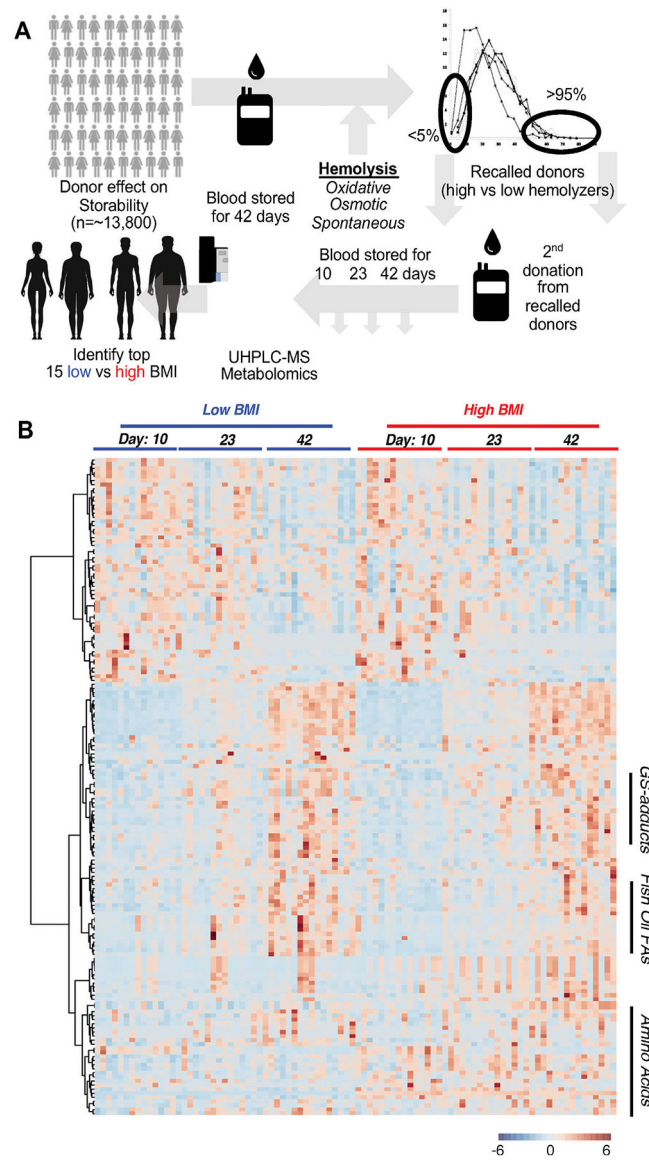 A
Donor effect on
Storability
(n=~13,800)
Blood stored
for 42 days
Hemolysis
Oxidative
Osmotic
Spontaneous
<5%
>95%
Recalled donors
(high vs low hemolyzers)
2nd
donation
from
recalled
donors
Blood stored for
10 23 42 days
UHPLC-MS
Metabolomics
Identify top
15 low vs high BMI
B
Low BMI
High BMI
Day: 10 23 42 Day: 10 23 42
GS-adducts
Fish Oil FAs
Amino Acids
-6 0 6